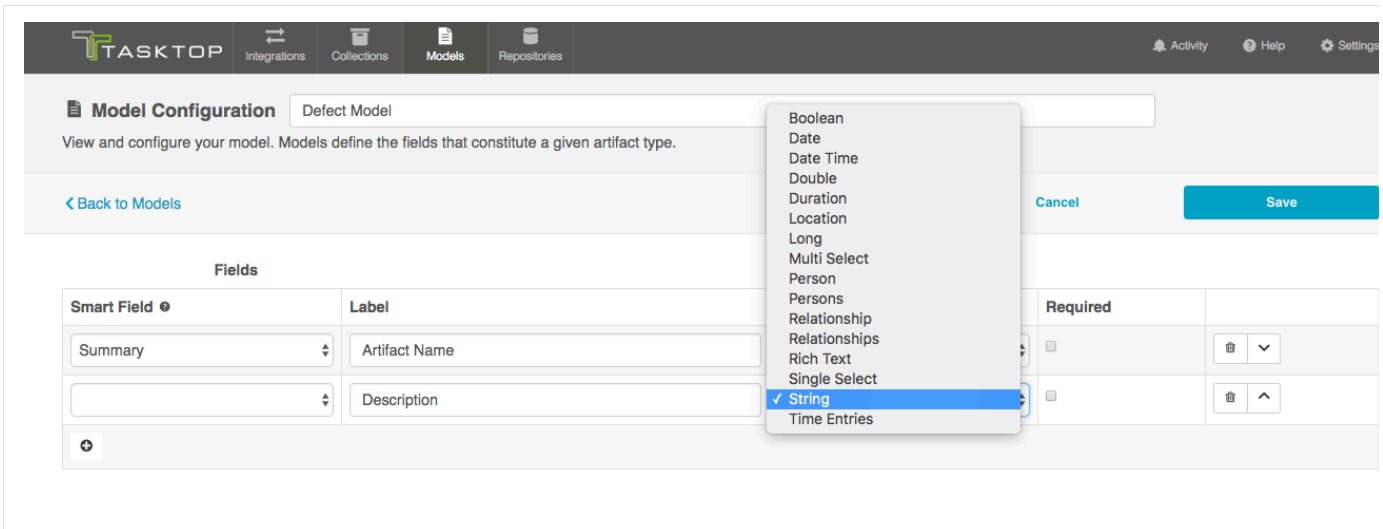 TASKTOP
Integrations
Collections
Models
Repositories
Activity
Help
Settings
Model Configuration
Defect Model
View and configure your model. Models define the fields that constitute a given artifact type.
Back to Models
Cancel
Save
Boolean
Date
Date Time
Double
Duration
Location
Long
Multi Select
Person
Persons
Relationship
Relationships
Rich Text
Single Select
✓ String
Time Entries
Fields
Smart Field
Label
Required
Summary
Artifact Name
Description